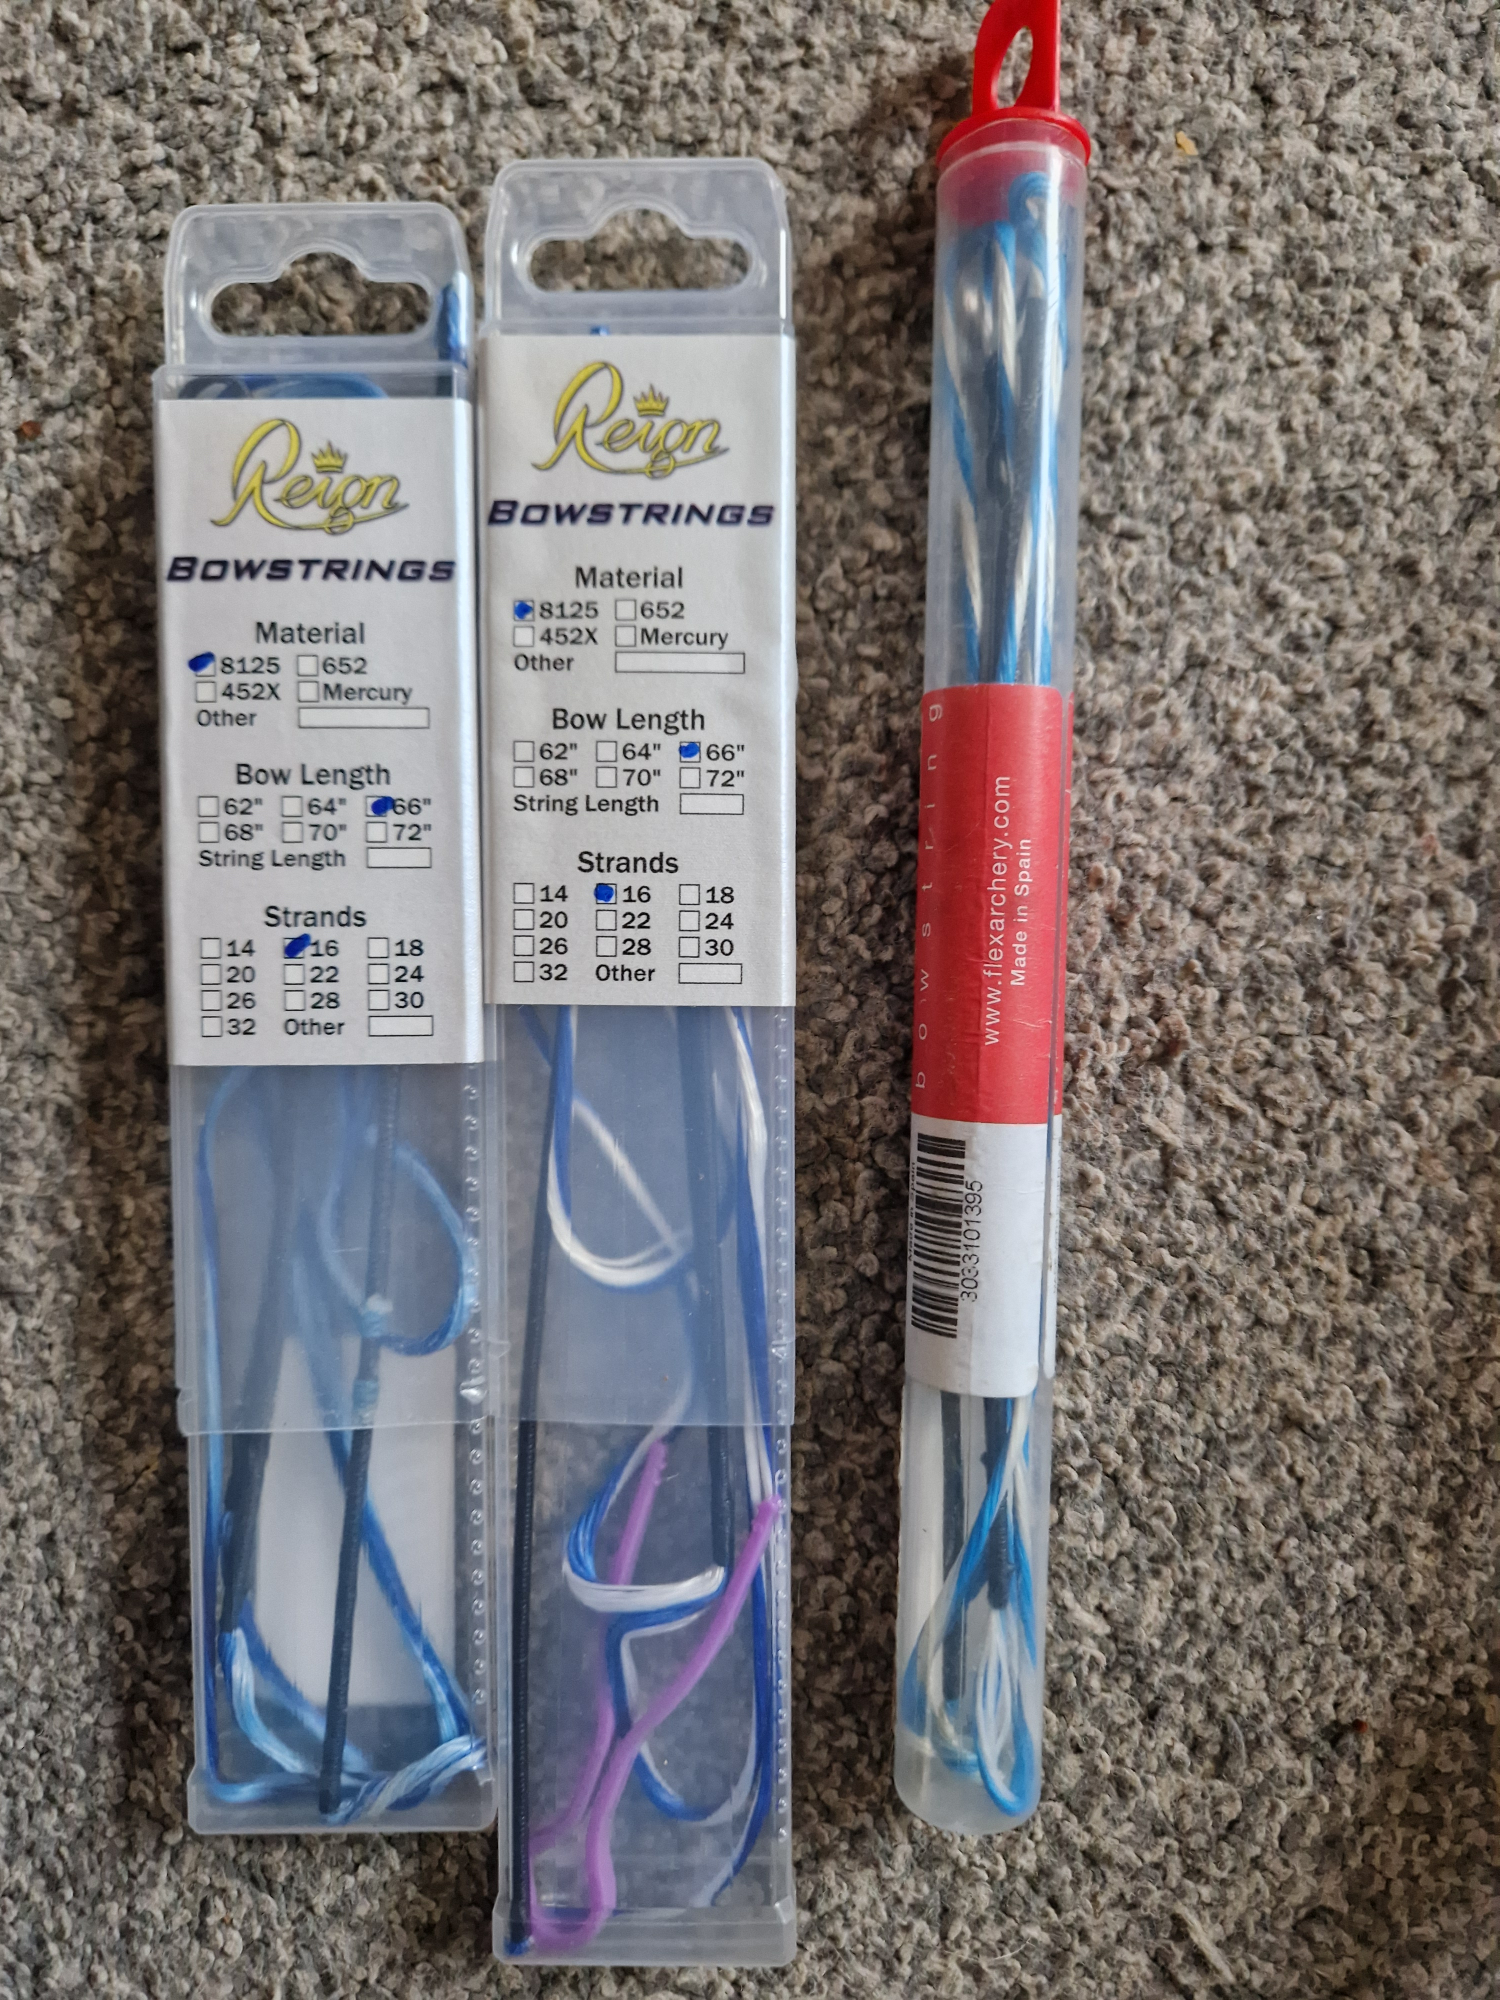 Reign
BOWSTRINGS
Material
8125 652
452X Mercury
Other
Bow Length
62" 64" 66"
68" 70" 72"
String Length
Strands
14 16 18
20 22 24
26 28 30
32 Other
Reign
BOWSTRINGS
Material
8125 652
452X Mercury
Other
Bow Length
62" 64" 66"
68" 70" 72"
String Length
Strands
14 16 18
20 22 24
26 28 30
32 Other
bowstring
www.flexarchery.com
Made in Spain
3033101395